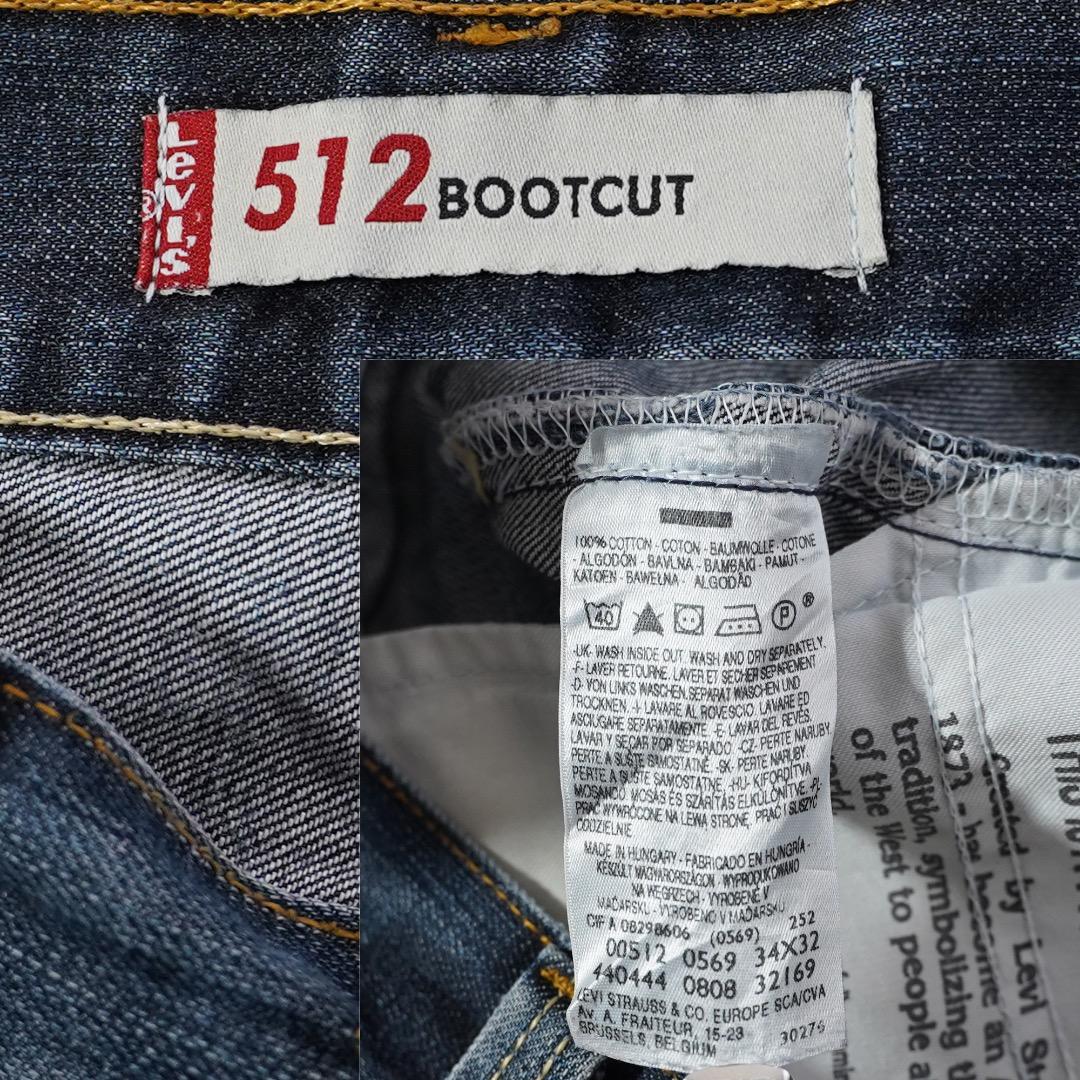 Levi's ®
512 BOOTCUT
100% COTTON - COTON - BAUMWOLLE - COTONE
- ALGODÓN - BAVLNA - BAMBAKI - PAMUT -
KATOEN - BAWEŁNA - ALGODÃO
40 P ®
-UK- WASH INSIDE OUT. WASH AND DRY SEPARATELY.
-F- LAVER RETOURNE. LAVER ET SECHER SEPAREMENT
-D- VON LINKS WASCHEN. SEPARAT WASCHEN UND
TROCKNEN. -I- LAVARE AL ROVESCIO. LAVARE ED
ASCIUGARE SEPARATAMENTE. -E- LAVAR DEL REVÉS.
LAVAR Y SECAR POR SEPARADO. -CZ- PERTE NARUBY.
PERTE A SUŠTE SAMOSTATNĚ. -SK- PERTE NARUBY.
PERTE A SUŠTE SAMOSTATNE. -HU- KIFORDÍTVA
MOSANDÓ. MOSÁS ÉS SZÁRÍTÁS ELKÜLÖNÍTVE. -PL-
PRAĆ WYWRÓCONE NA LEWĄ STRONĘ. PRAĆ I SUSZYĆ
ODDZIELNIE
MADE IN HUNGARY - FABRICADO EN HUNGRÍA -
KÉSZÜLT MAGYARORSZÁGON - WYPRODUKOWANO
NA WĘGRZECH - VYROBENÉ V
MAĎARSKU - VYROBENO V MAĎARSKU
CIF A 08298606 (0569) 252
00512 0569 34X32
440444 0808 32169
LEVI STRAUSS & CO. EUROPE SCA/CVA
Av. A. FRAITEUR, 15-23
BRUSSELS, BELGIUM 30276
Created by Levi
1873 - has become an
tradition, symbolizing
of the West to people